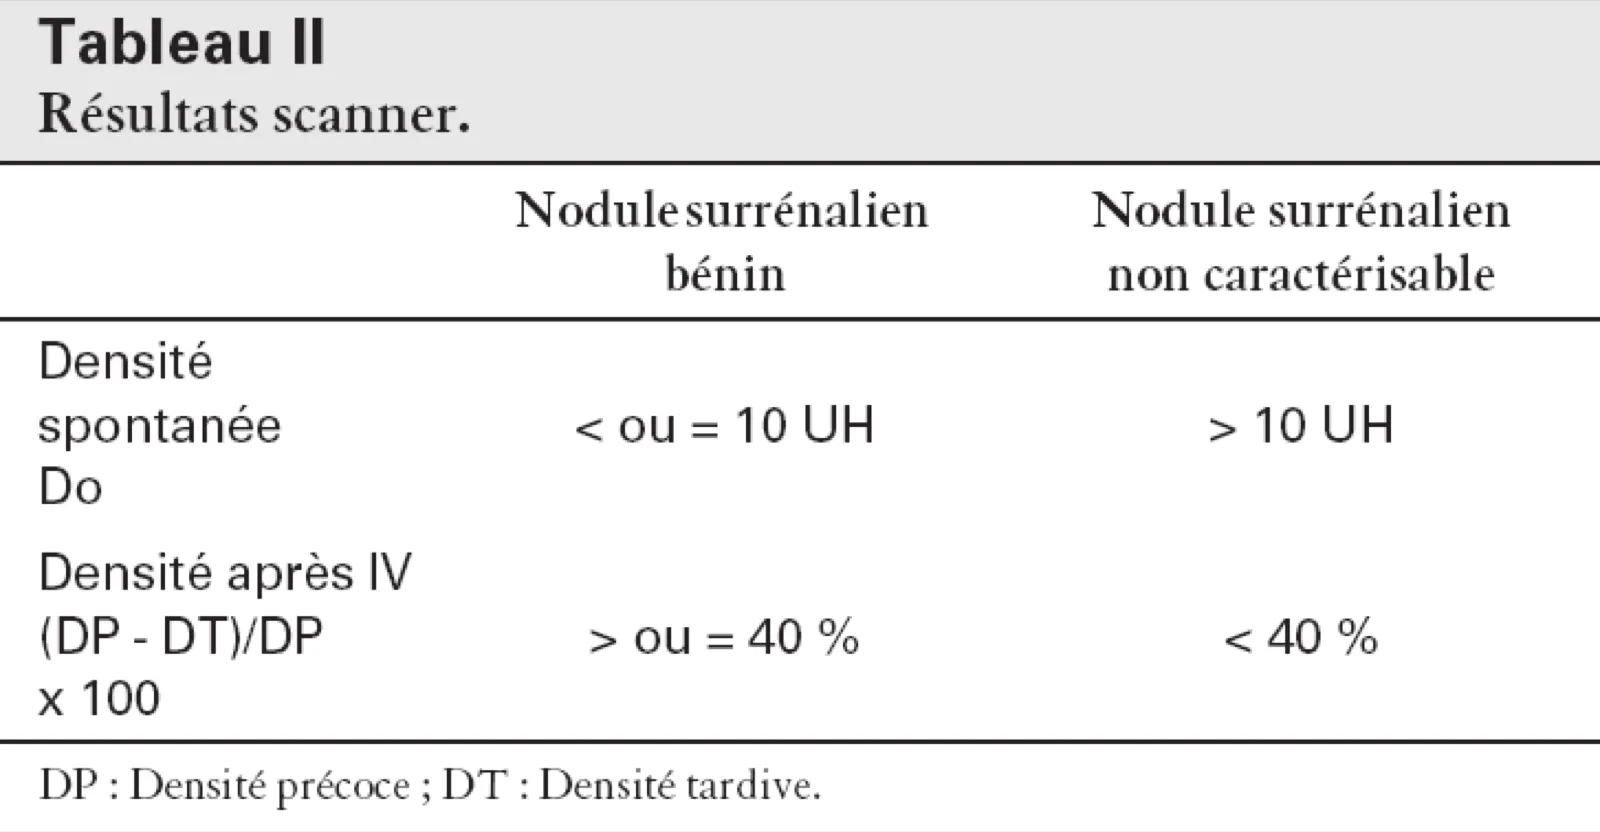 Tableau II
Résultats scanner.
Nodule surrénalien bénin
Nodule surrénalien non caractérisable
Densité
spontanée < ou = 10 UH > 10 UH
Do
Densité après IV
(DP - DT)/DP > ou = 40 % < 40 %
x 100
DP : Densité précoce ; DT : Densité tardive.